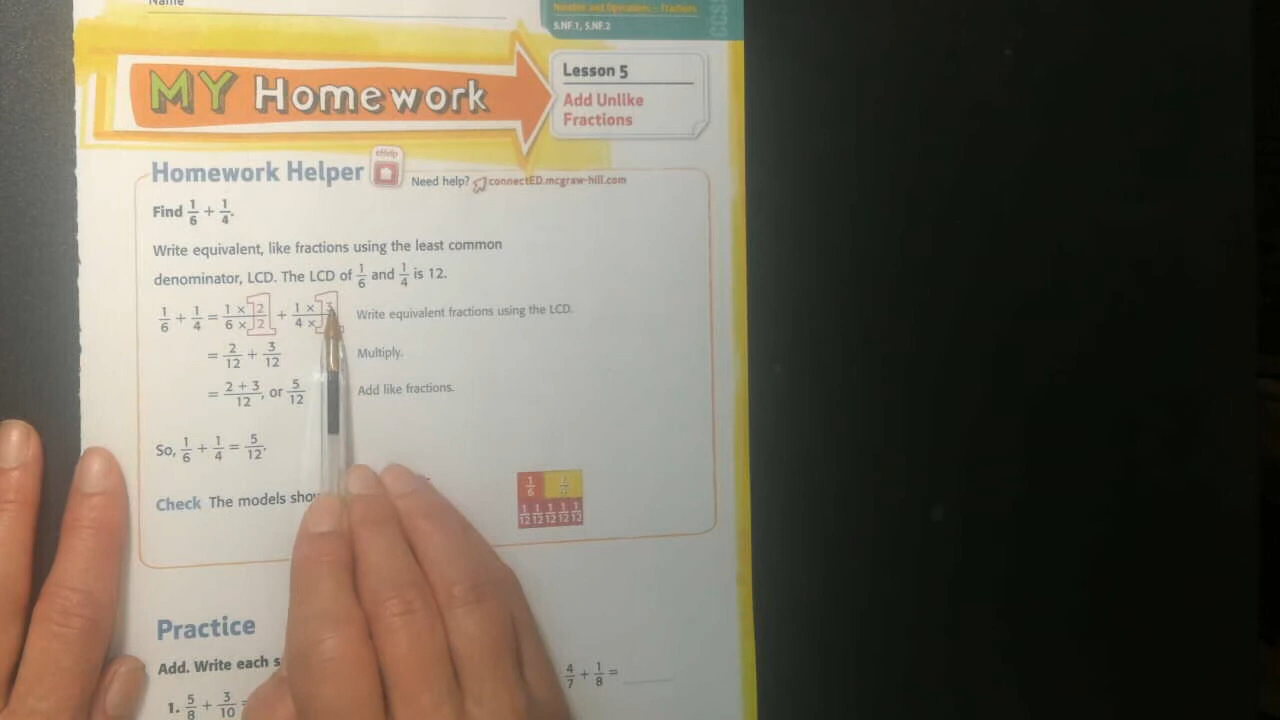 Name
Number and Operations – Fractions
5.NF.1, 5.NF.2
CCSS
MY Homework
Lesson 5
Add Unlike
Fractions
Homework Helper
eHelp
Need help? connectED.mcgraw-hill.com
Find 1/6 + 1/4.
Write equivalent, like fractions using the least common
denominator, LCD. The LCD of 1/6 and 1/4 is 12.
1/6 + 1/4 = 1 × 2/6 × 2 + 1 × 3/4 × Write equivalent fractions using the LCD.
= 2/12 + 3/12 Multiply.
= 2 + 3/12, or 5/12 Add like fractions.
So, 1/6 + 1/4 = 5/12.
Check The models show
1/6 1/4
1/12 1/12 1/12 1/12 1/12
Practice
Add. Write each s
1. 5/8 + 3/10 =
4/7 + 1/8 =